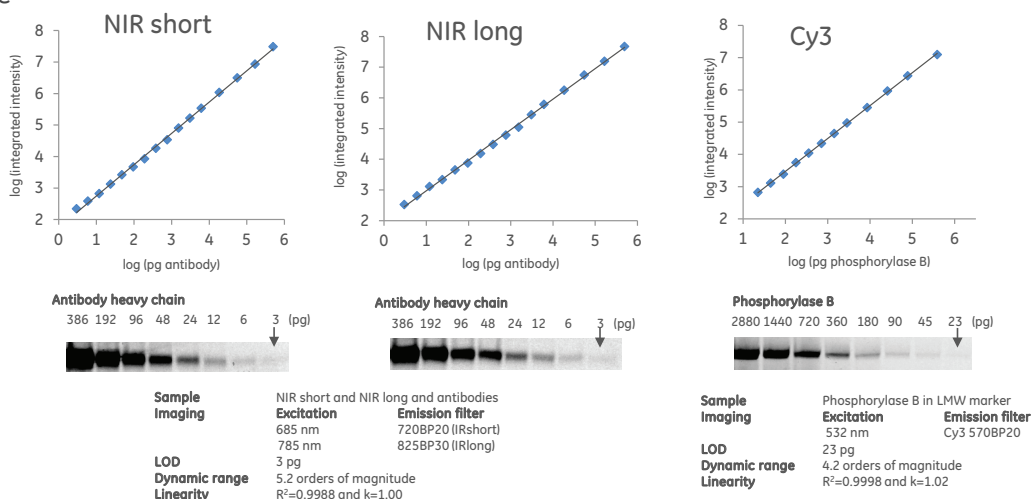 NIR short
8
7
6
5
4
3
2
0 1 2 3 4 5 6
log (integrated intensity)
log (pg antibody)
NIR long
8
7
6
5
4
3
2
0 1 2 3 4 5 6
log (integrated intensity)
log (pg antibody)
Cy3
8
7
6
5
4
3
2
1 2 3 4 5 6
log (integrated intensity)
log (pg phosphorylase B)
Antibody heavy chain
386 192 96 48 24 12 6 3 (pg)
Antibody heavy chain
386 192 96 48 24 12 6 3 (pg)
Phosphorylase B
2880 1440 720 360 180 90 45 23 (pg)
Sample NIR short and NIR long and antibodies
Imaging Excitation Emission filter
685 nm 720BP20 (IRshort)
785 nm 825BP30 (IRlong)
LOD 3 pg
Dynamic range 5.2 orders of magnitude
Linearity R²=0.9988 and k=1.00
Sample Phosphorylase B in LMW marker
Imaging Excitation Emission filter
532 nm Cy3 570BP20
LOD 23 pg
Dynamic range 4.2 orders of magnitude
Linearity R²=0.9998 and k=1.02